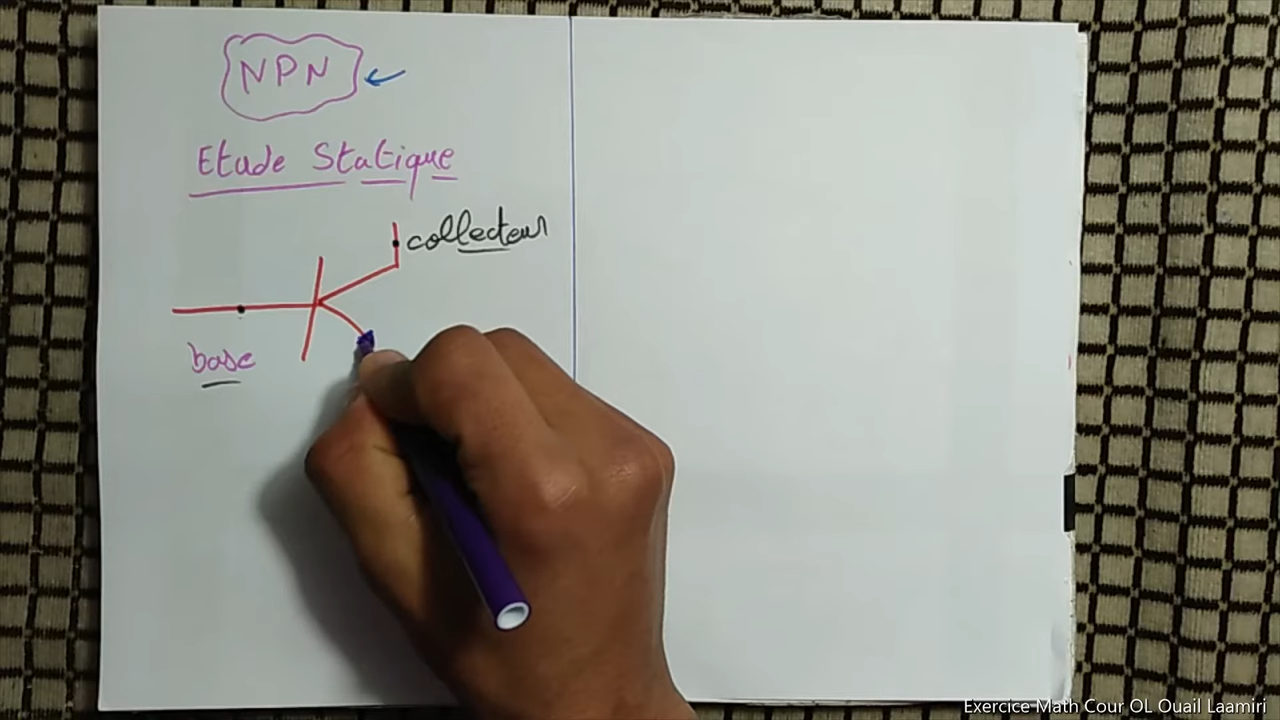 NPN
Etude Statique
collecteur
base
Exercice Math Cour OL Ouail Laamiri